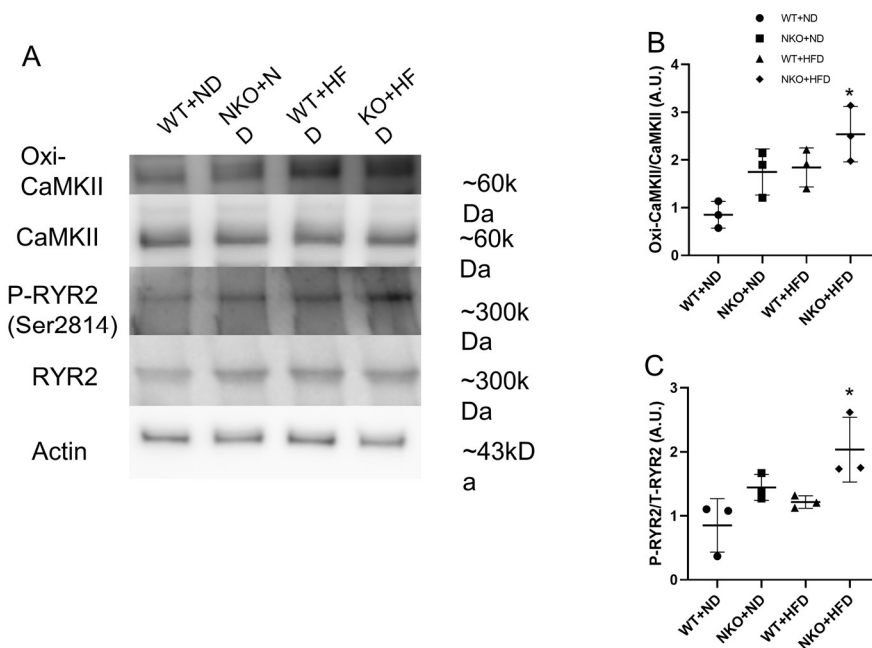 A
WT+ND
NKO+N
D
WT+HF
D
KO+HF
D
Oxi-
CaMKII
~60k
Da
CaMKII
~60k
Da
P-RYR2
(Ser2814)
~300k
Da
RYR2
~300k
Da
Actin
~43kD
a
WT+ND
NKO+ND
WT+HFD
NKO+HFD
B
Oxi-CaMKII/CaMKII (A.U.)
4
3
2
1
0
*
WT+ND
NKO+ND
WT+HFD
NKO+HFD
C
P-RYR2/T-RYR2 (A.U.)
3
2
1
0
*
WT+ND
NKO+ND
WT+HFD
NKO+HFD